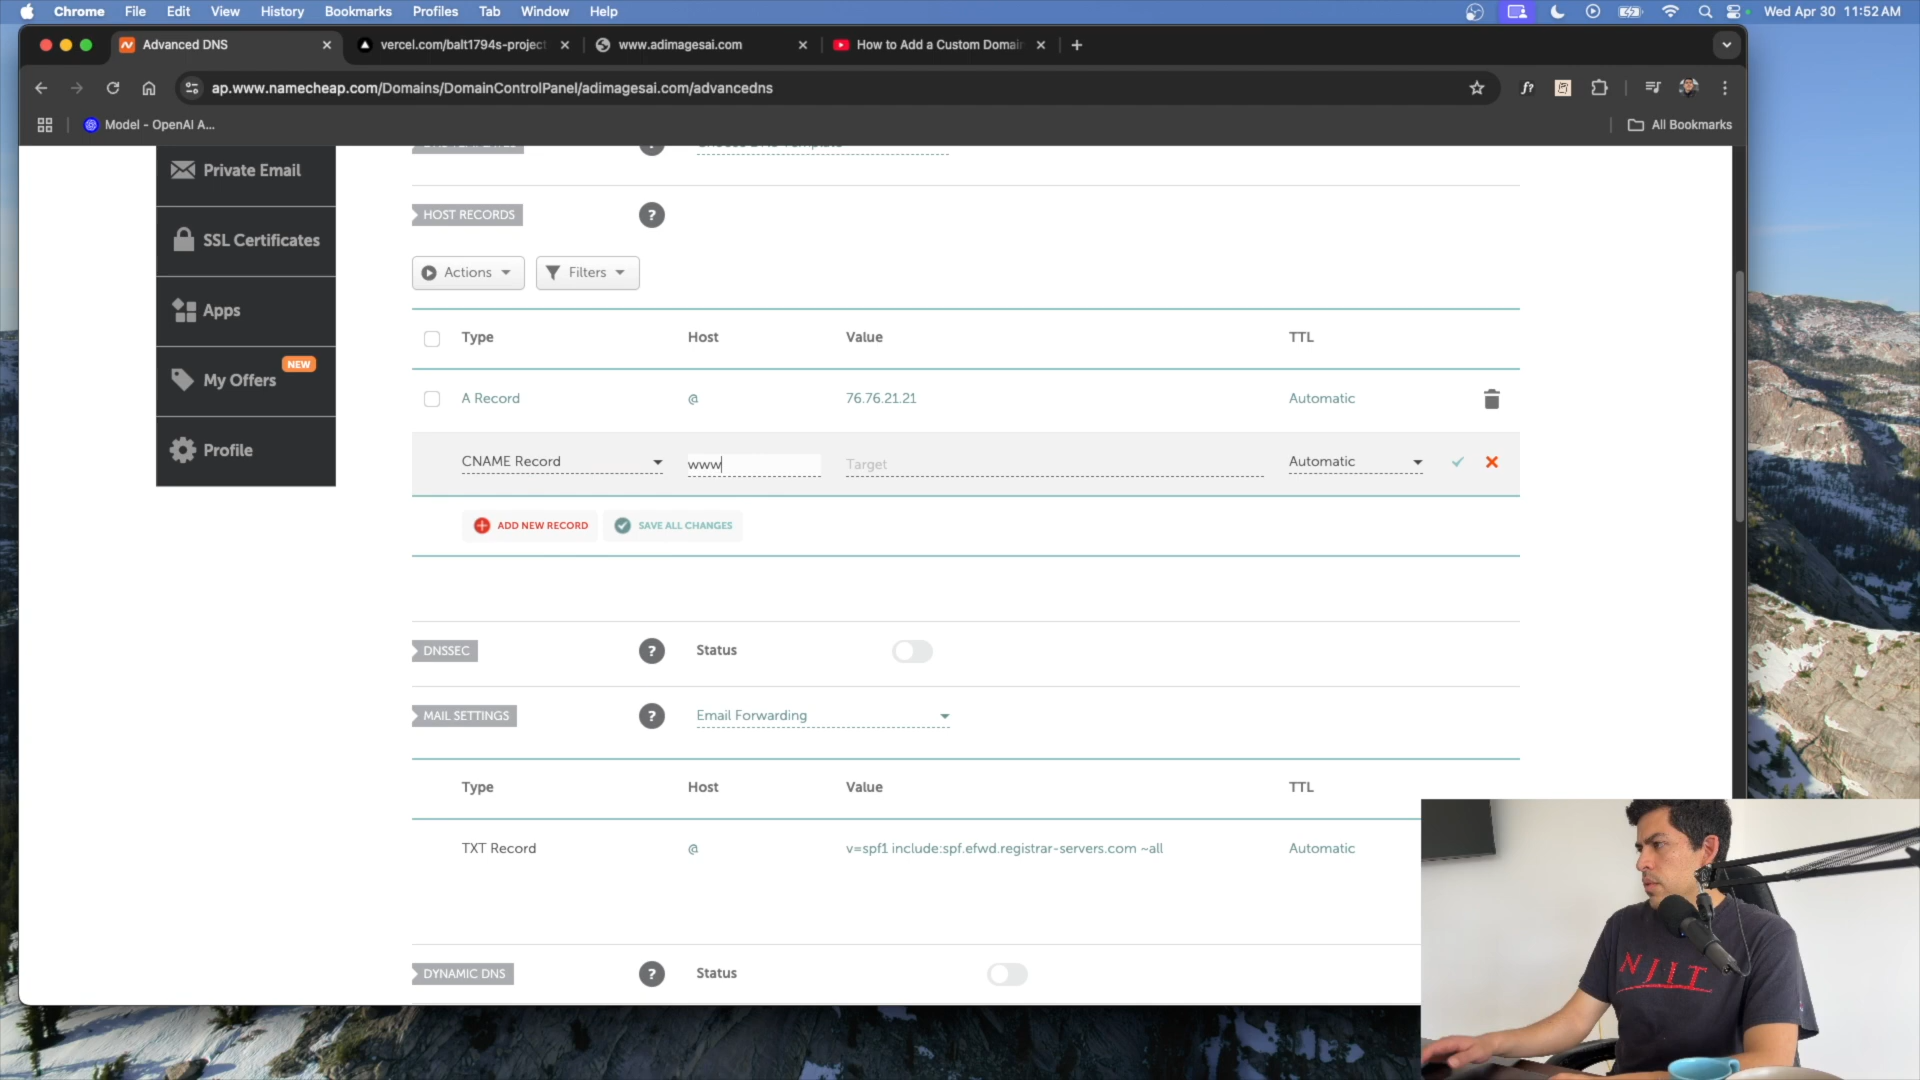 Chrome File Edit View History Bookmarks Profiles Tab Window Help Wed Apr 30 11:52 AM
Advanced DNS vercel.com/balt1794s-project www.adimagesai.com How to Add a Custom Domain
ap.www.namecheap.com/Domains/DomainControlPanel/adimagesai.com/advancedns
Model - OpenAI A... All Bookmarks
Private Email
SSL Certificates
Apps
My Offers NEW
Profile
HOST RECORDS ?
Actions Filters
Type Host Value TTL
A Record @ 76.76.21.21 Automatic
CNAME Record www Target Automatic
ADD NEW RECORD SAVE ALL CHANGES
DNSSEC ? Status
MAIL SETTINGS ? Email Forwarding
Type Host Value TTL
TXT Record @ v=spf1 include:spf.efwd.registrar-servers.com ~all Automatic
DYNAMIC DNS ? Status
NJIT